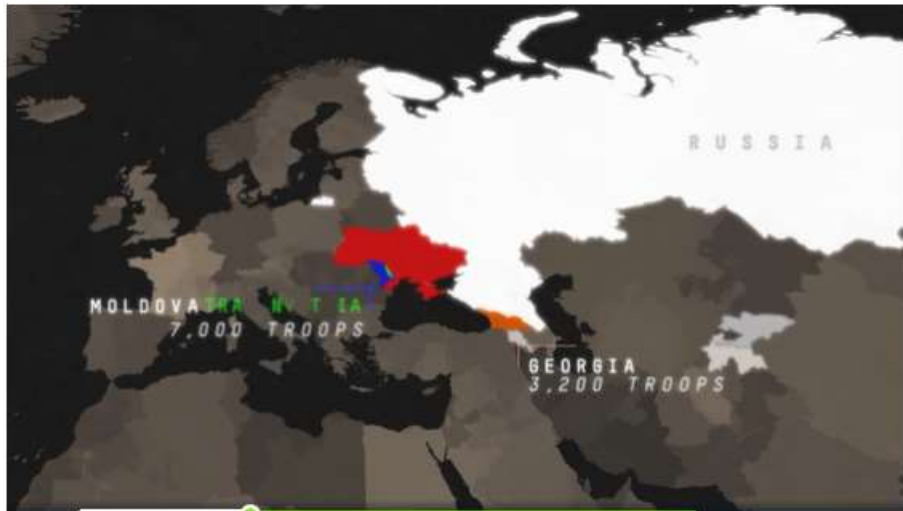 RUSSIA
MOLDOVA
7,000 TROOPS
GEORGIA
3,200 TROOPS